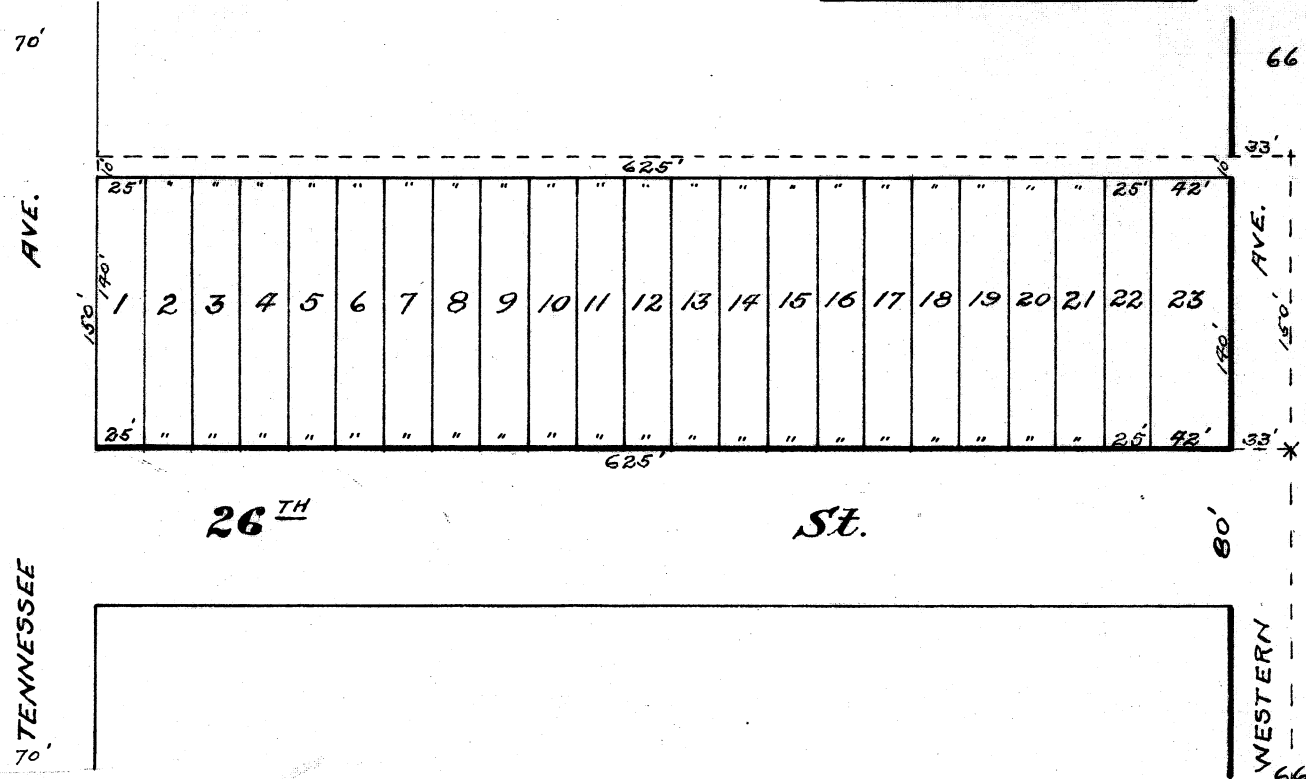 70'
66
33'
10' 625' 10'
25' " " " " " " " " " " " " " " " " " " " " 25' 42'
AVE.
AVE.
140'
150'
1 2 3 4 5 6 7 8 9 10 11 12 13 14 15 16 17 18 19 20 21 22 23
150'
140'
25' " " " " " " " " " " " " " " " " " " " " 25' 42' 33'
625'
26TH St.
80'
TENNESSEE
WESTERN
70'
66